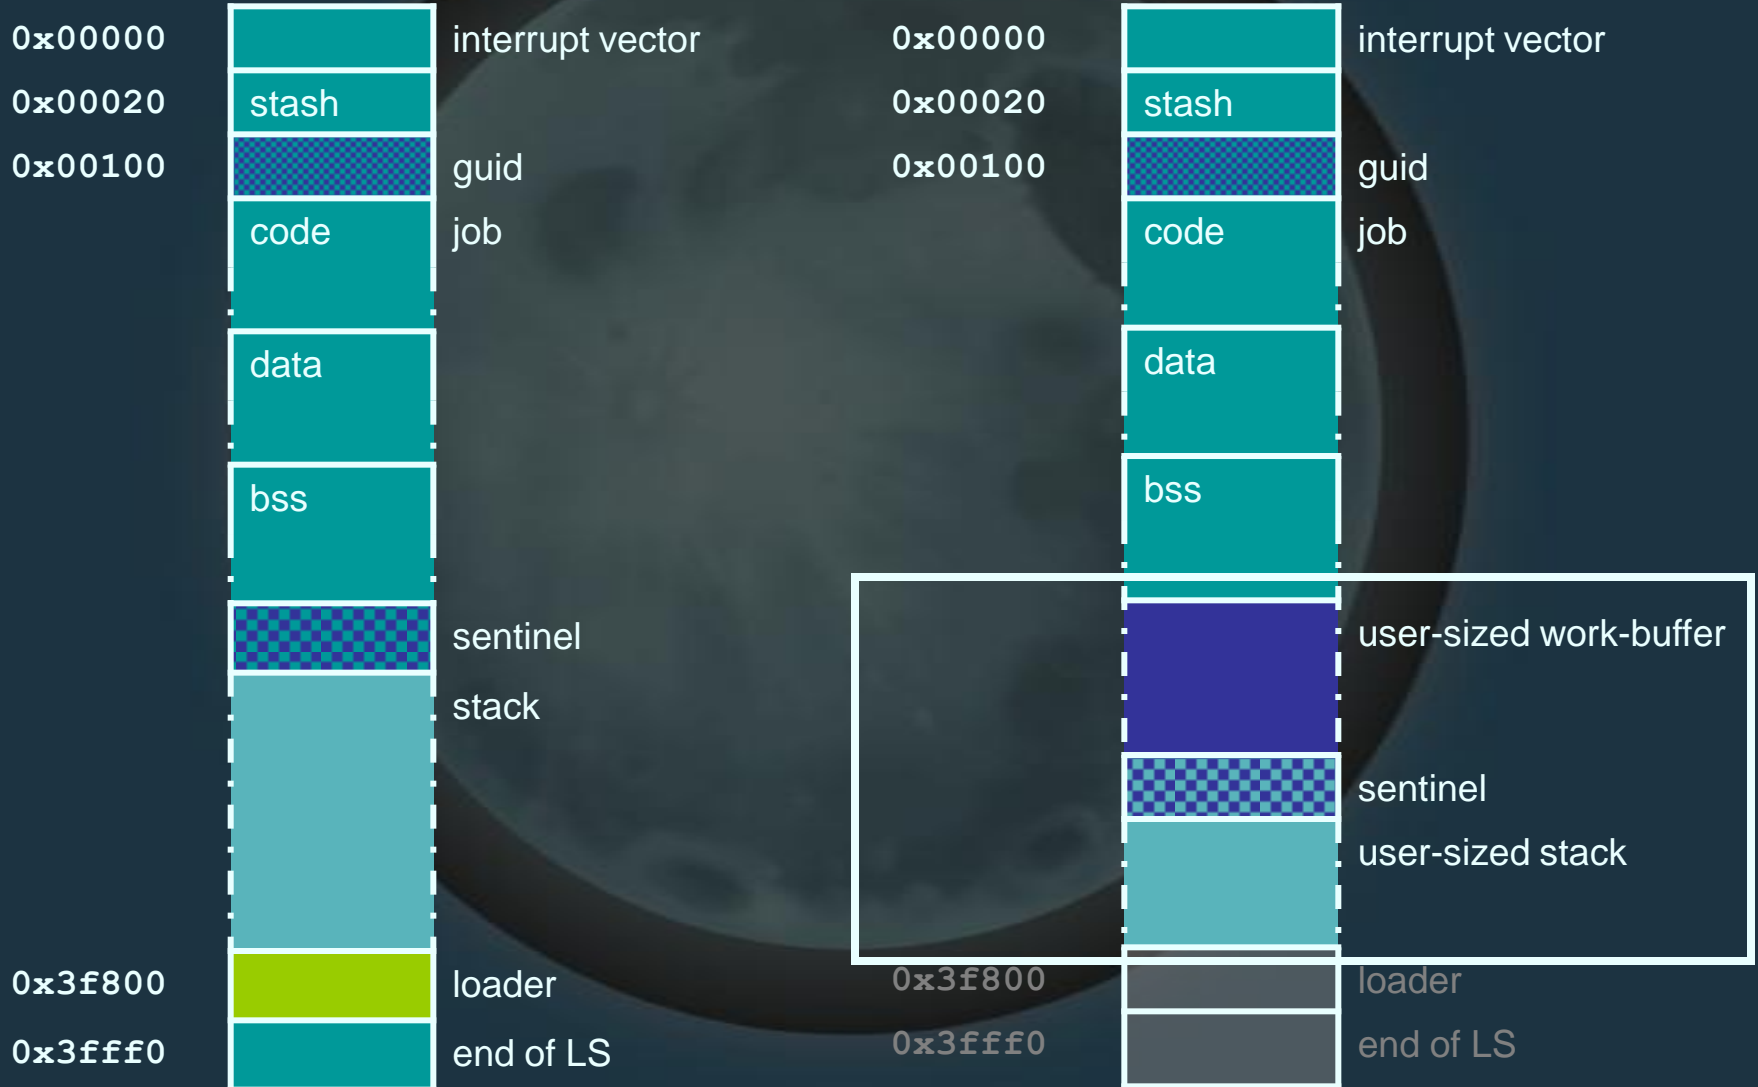 0x00000 interrupt vector
0x00020 stash
0x00100 guid
code job
data
bss
sentinel
stack
0x3f800 loader
0x3fff0 end of LS
0x00000 interrupt vector
0x00020 stash
0x00100 guid
code job
data
bss
user-sized work-buffer
sentinel
user-sized stack
0x3f800 loader
0x3fff0 end of LS